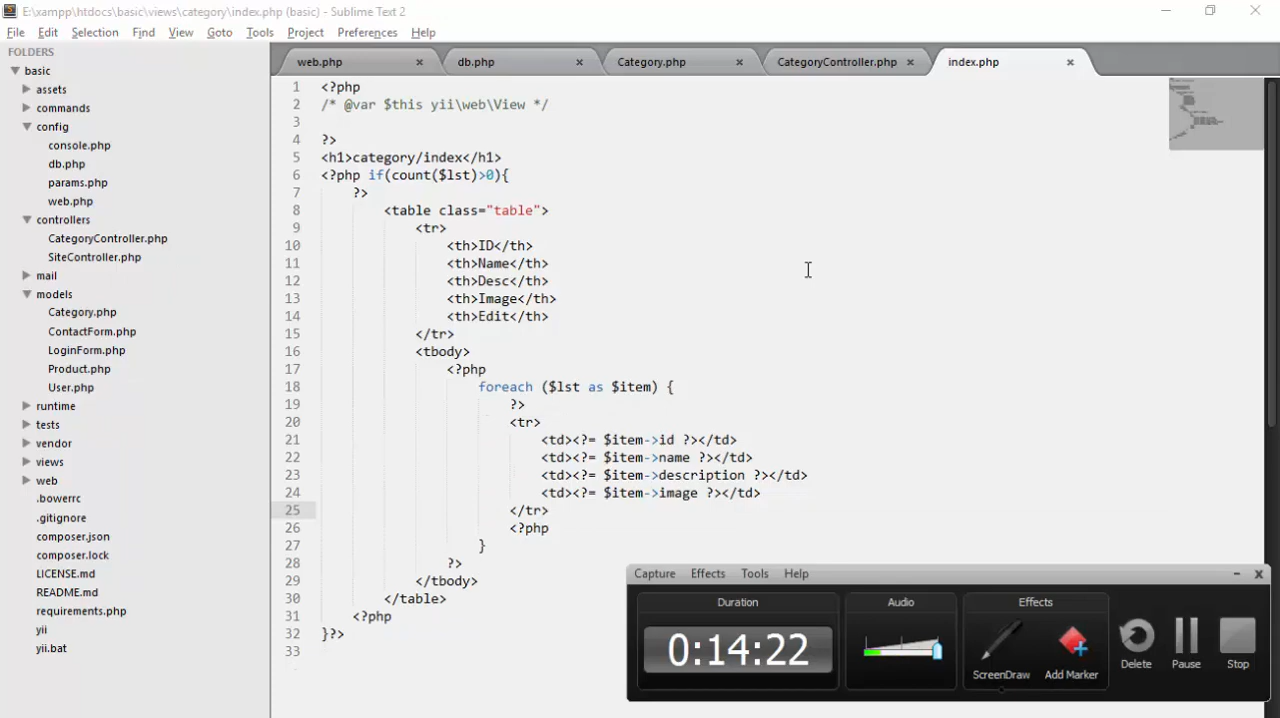 E:\xampp\htdocs\basic\views\category\index.php (basic) - Sublime Text 2
File Edit Selection Find View Goto Tools Project Preferences Help
FOLDERS
basic
assets
commands
config
console.php
db.php
params.php
web.php
controllers
CategoryController.php
SiteController.php
mail
models
Category.php
ContactForm.php
LoginForm.php
Product.php
User.php
runtime
tests
vendor
views
web
.bowerrc
.gitignore
composer.json
composer.lock
LICENSE.md
README.md
requirements.php
yii
yii.bat
web.php × db.php × Category.php × CategoryController.php × index.php ×
1 <?php
2 /* @var $this yii\web\View */
3
4 ?>
5 <h1>category/index</h1>
6 <?php if(count($lst)>0){
7 ?>
8 <table class="table">
9 <tr>
10 <th>ID</th>
11 <th>Name</th>
12 <th>Desc</th>
13 <th>Image</th>
14 <th>Edit</th>
15 </tr>
16 <tbody>
17 <?php
18 foreach ($lst as $item) {
19 ?>
20 <tr>
21 <td><?= $item->id ?></td>
22 <td><?= $item->name ?></td>
23 <td><?= $item->description ?></td>
24 <td><?= $item->image ?></td>
25 </tr>
26 <?php
27 }
28 ?>
29 </tbody>
30 </table>
31 <?php
32 }?>
33
Capture Effects Tools Help
Duration Audio Effects
0:14:22
ScreenDraw Add Marker Delete Pause Stop